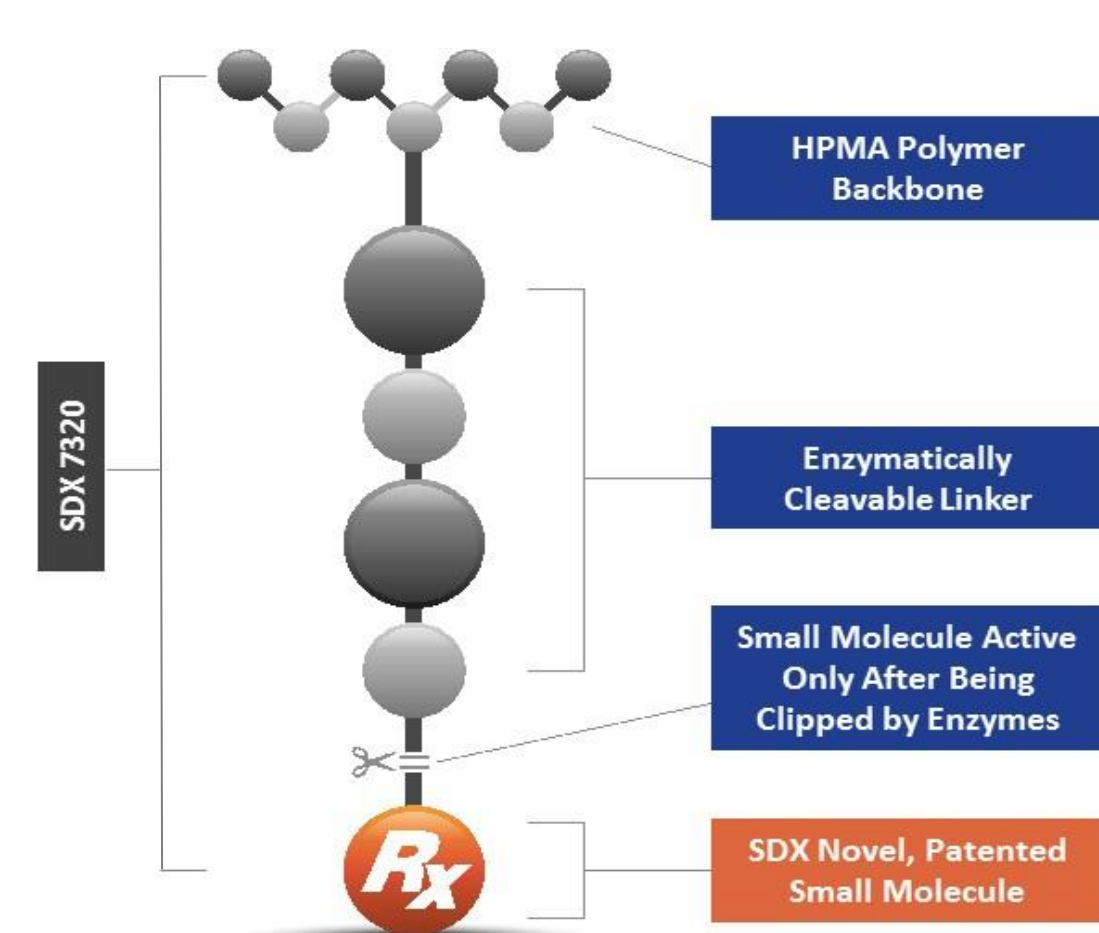 HPMA Polymer
Backbone
SDX 7320
Enzymatically
Cleavable Linker
Small Molecule Active
Only After Being
Clipped by Enzymes
Rx
SDX Novel, Patented
Small Molecule